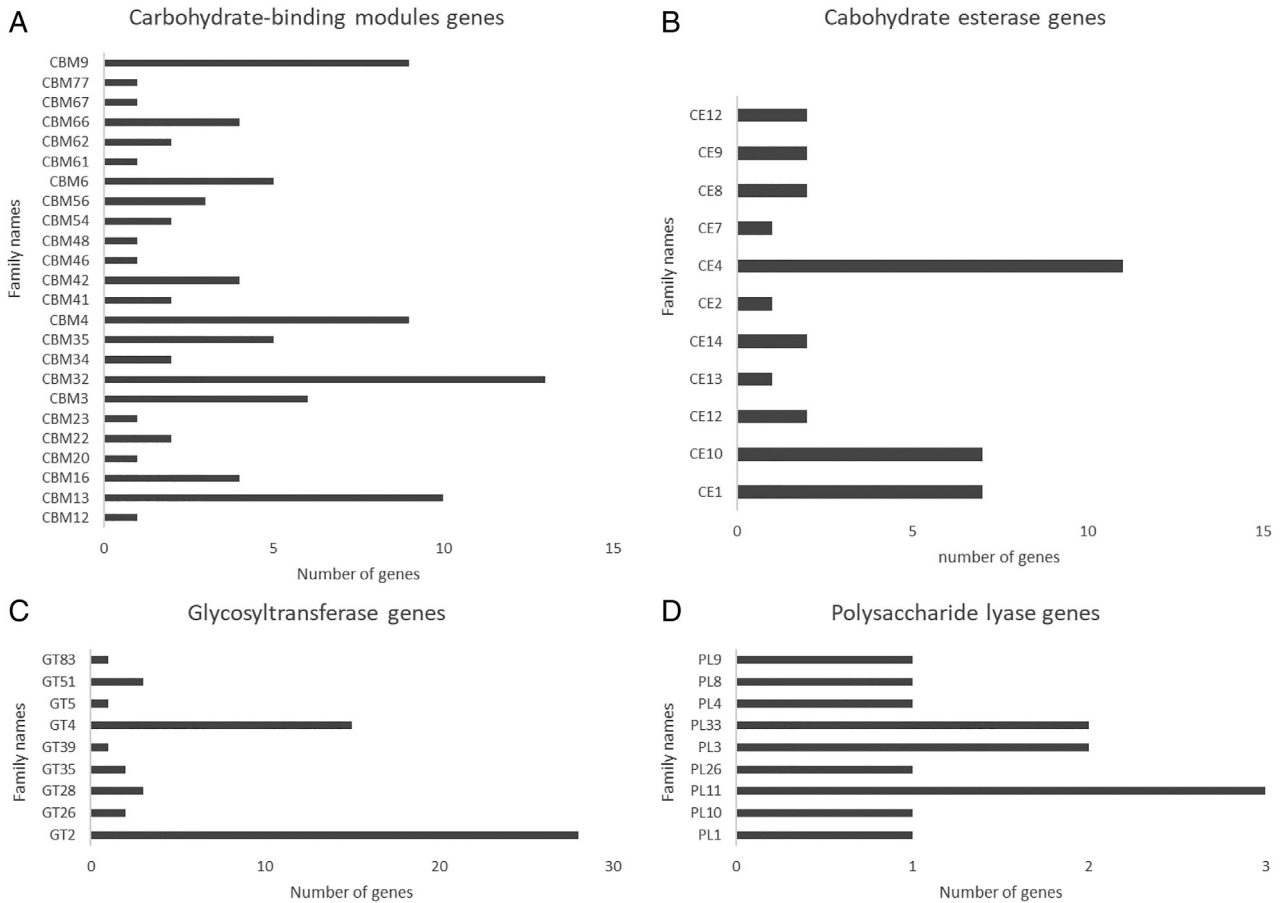 A
Carbohydrate-binding modules genes
Family names
CBM9
CBM77
CBM67
CBM66
CBM62
CBM61
CBM6
CBM56
CBM54
CBM48
CBM46
CBM42
CBM41
CBM4
CBM35
CBM34
CBM32
CBM3
CBM23
CBM22
CBM20
CBM16
CBM13
CBM12
0 5 10 15
Number of genes
B
Cabohydrate esterase genes
Family names
CE12
CE9
CE8
CE7
CE4
CE2
CE14
CE13
CE12
CE10
CE1
0 5 10 15
number of genes
C
Glycosyltransferase genes
Family names
GT83
GT51
GT5
GT4
GT39
GT35
GT28
GT26
GT2
0 10 20 30
Number of genes
D
Polysaccharide lyase genes
Family names
PL9
PL8
PL4
PL33
PL3
PL26
PL11
PL10
PL1
0 1 2 3
Number of genes